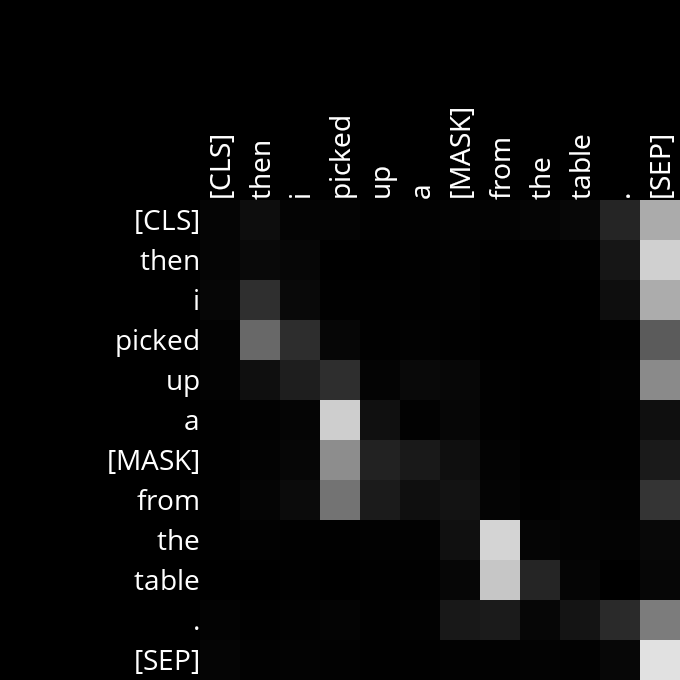 [CLS] then i picked up a [MASK] from the table . [SEP]
[CLS]
then
i
picked
up
a
[MASK]
from
the
table
.
[SEP]